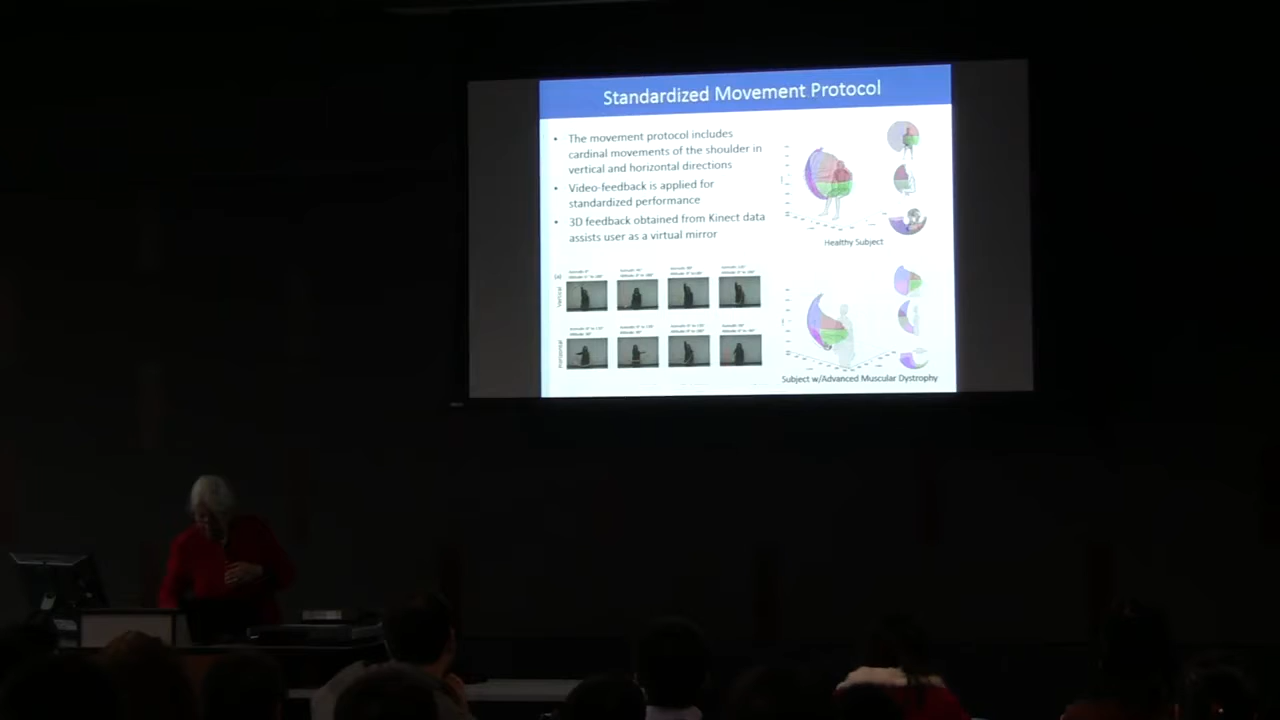 Standardized Movement Protocol
• The movement protocol includes
cardinal movements of the shoulder in
vertical and horizontal directions
• Video-feedback is applied for
standardized performance
• 3D feedback obtained from Kinect data
assists user as a virtual mirror
Healthy Subject
(a)
Vertical
Horizontal
Subject w/Advanced Muscular Dystrophy